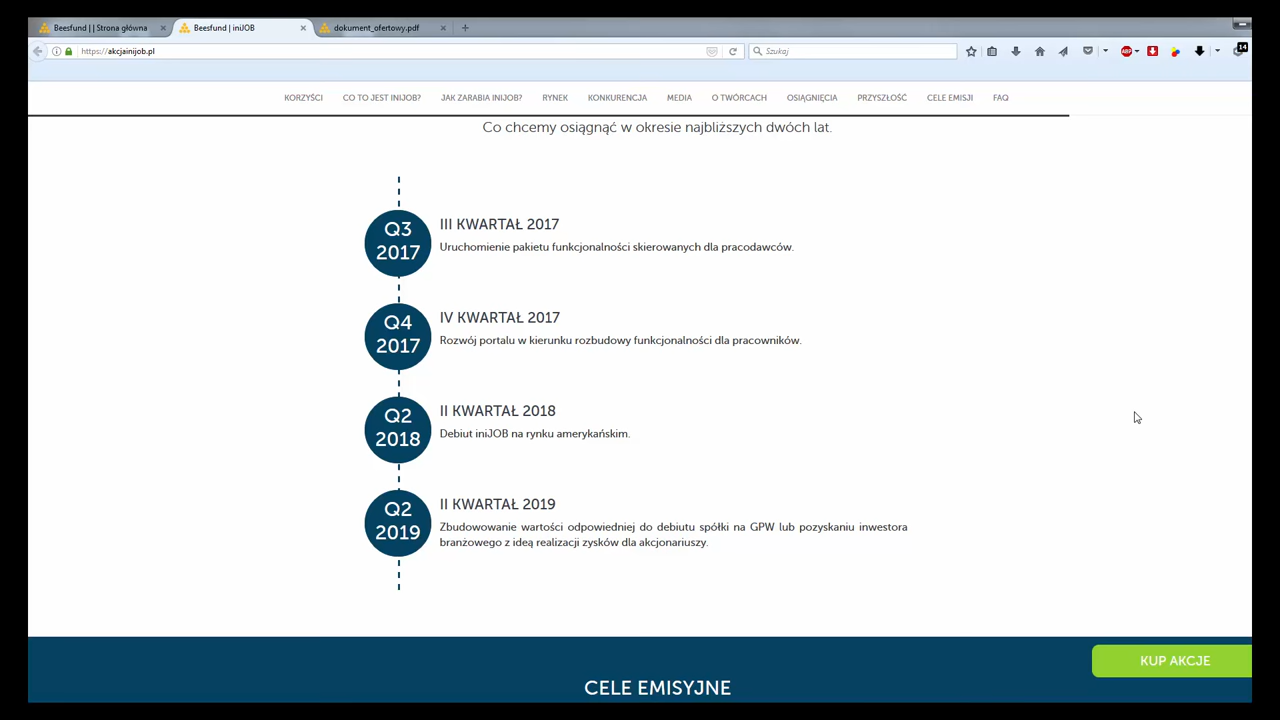 Beesfund | | Strona główna
Beesfund | iniJOB
dokument_ofertowy.pdf
https://akcjainijob.pl
Szukaj
ABP
14
KORZYŚCI CO TO JEST INIJOB? JAK ZARABIA INIJOB? RYNEK KONKURENCJA MEDIA O TWÓRCACH OSIĄGNIĘCIA PRZYSZŁOŚĆ CELE EMISJI FAQ
Co chcemy osiągnąć w okresie najbliższych dwóch lat.
Q3
2017
III KWARTAŁ 2017
Uruchomienie pakietu funkcjonalności skierowanych dla pracodawców.
Q4
2017
IV KWARTAŁ 2017
Rozwój portalu w kierunku rozbudowy funkcjonalności dla pracowników.
Q2
2018
II KWARTAŁ 2018
Debiut iniJOB na rynku amerykańskim.
Q2
2019
II KWARTAŁ 2019
Zbudowowanie wartości odpowiedniej do debiutu spółki na GPW lub pozyskaniu inwestora
branżowego z ideą realizacji zysków dla akcjonariuszy.
KUP AKCJE
CELE EMISYJNE